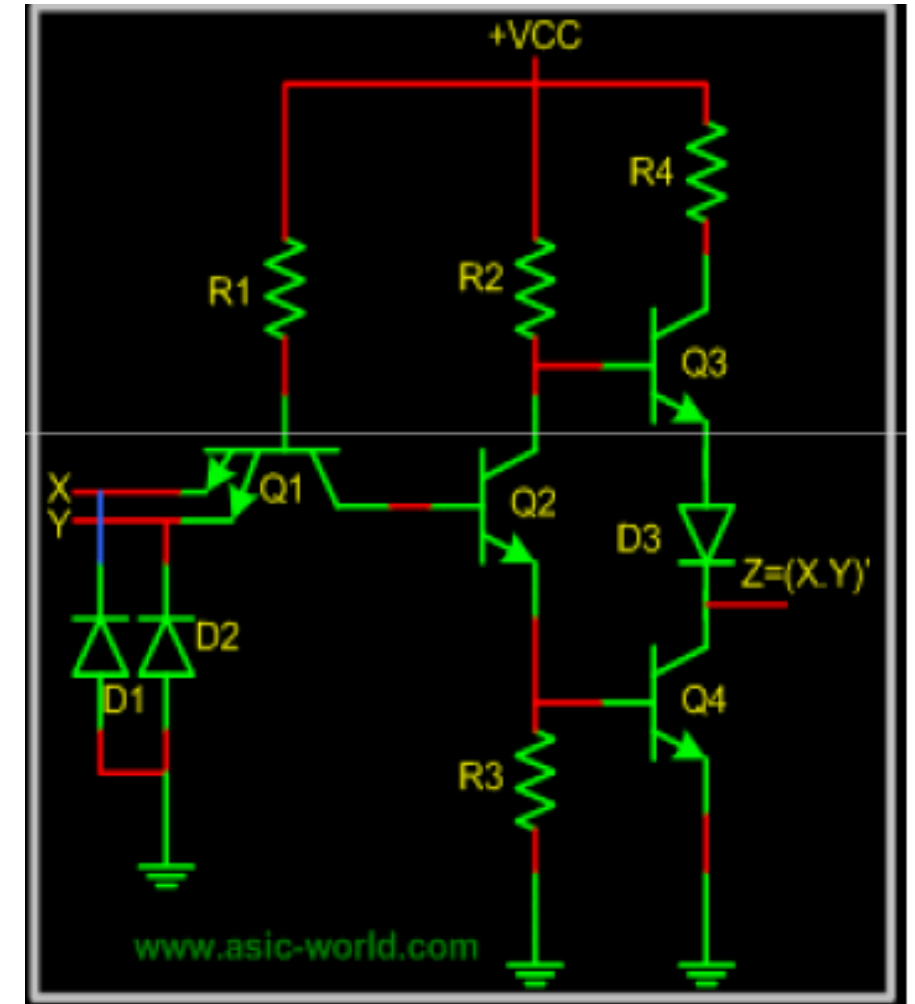 +VCC
R4
R1
R2
Q3
X
Q1
Y
Q2
D3
Z=(X.Y)'
D2
D1
Q4
R3
www.asic-world.com